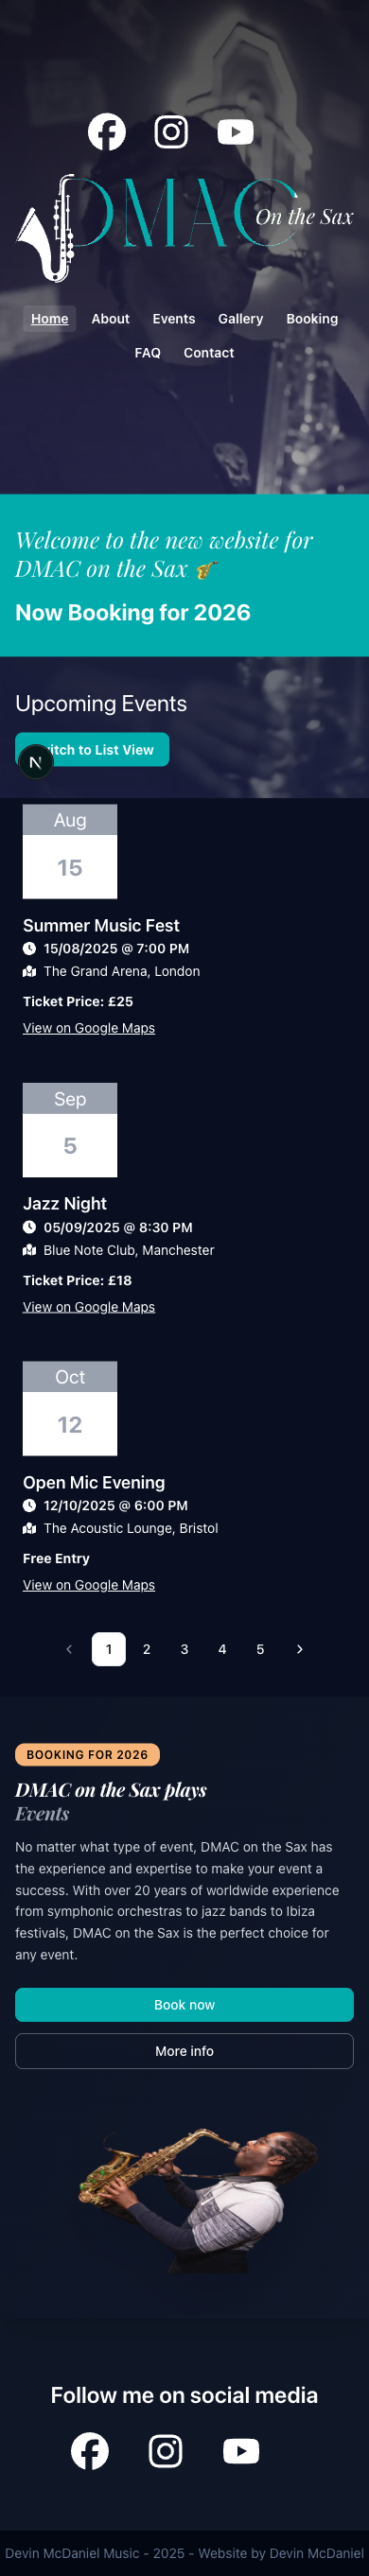 DMAC
On the Sax
Home About Events Gallery Booking
FAQ Contact
Welcome to the new website for
DMAC on the Sax 🎷
Now Booking for 2026
Upcoming Events
to List View
N
Aug
15
Summer Music Fest
15/08/2025 @ 7:00 PM
The Grand Arena, London
Ticket Price: £25
View on Google Maps
Sep
5
Jazz Night
05/09/2025 @ 8:30 PM
Blue Note Club, Manchester
Ticket Price: £18
View on Google Maps
Oct
12
Open Mic Evening
12/10/2025 @ 6:00 PM
The Acoustic Lounge, Bristol
Free Entry
View on Google Maps
1 2 3 4 5
BOOKING FOR 2026
DMAC on the Sax plays
Events
No matter what type of event, DMAC on the Sax has
the experience and expertise to make your event a
success. With over 20 years of worldwide experience
from symphonic orchestras to jazz bands to Ibiza
festivals, DMAC on the Sax is the perfect choice for
any event.
Book now
More info
Follow me on social media
Devin McDaniel Music - 2025 - Website by Devin McDaniel